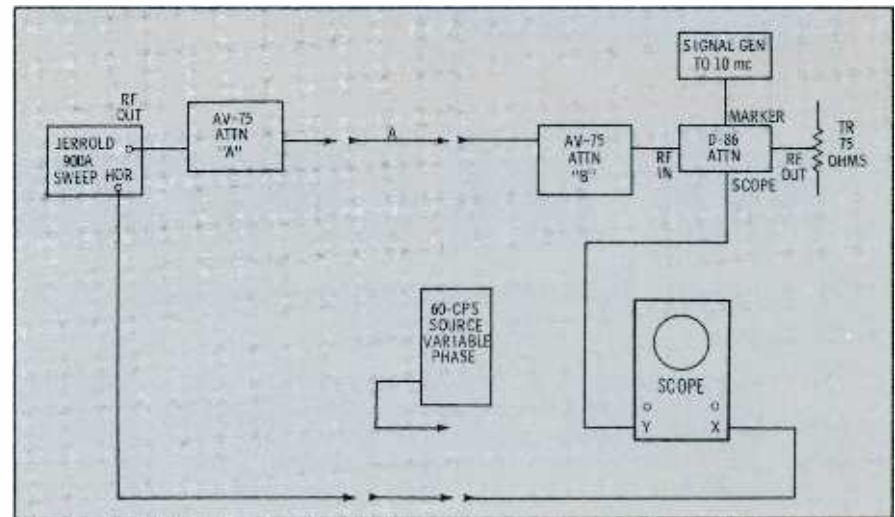 SIGNAL GEN
TO 10 mc
RF
OUT
AV-75
ATTN
"A"
JERROLD
900A
SWEEP HOR
A
AV-75
ATTN
"B"
RF
IN
MARKER
D-86
ATTN
SCOPE
RF
OUT
TR
75
OHMS
60-CPS
SOURCE
VARIABLE
PHASE
SCOPE
Y X